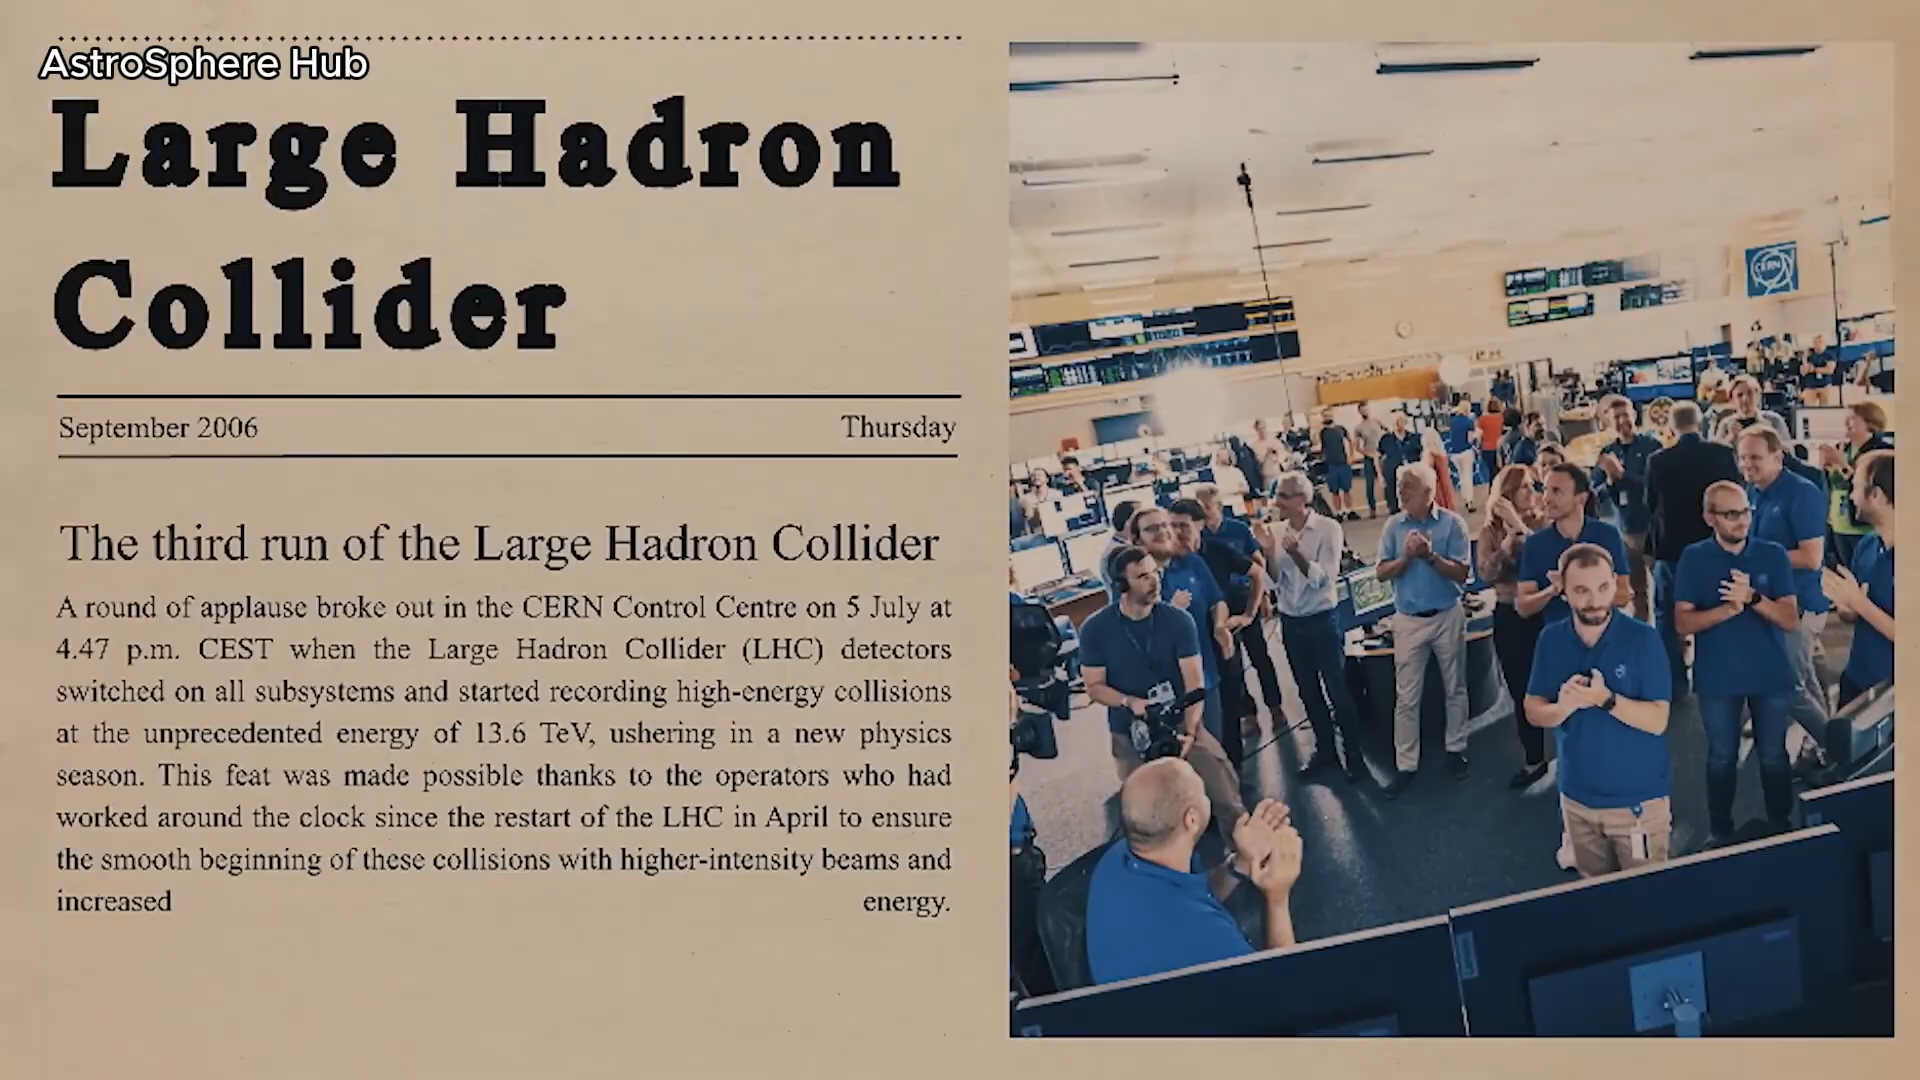 AstroSphere Hub
Large Hadron
Collider
September 2006 Thursday
The third run of the Large Hadron Collider
A round of applause broke out in the CERN Control Centre on 5 July at
4.47 p.m. CEST when the Large Hadron Collider (LHC) detectors
switched on all subsystems and started recording high-energy collisions
at the unprecedented energy of 13.6 TeV, ushering in a new physics
season. This feat was made possible thanks to the operators who had
worked around the clock since the restart of the LHC in April to ensure
the smooth beginning of these collisions with higher-intensity beams and
increased energy.
CERN